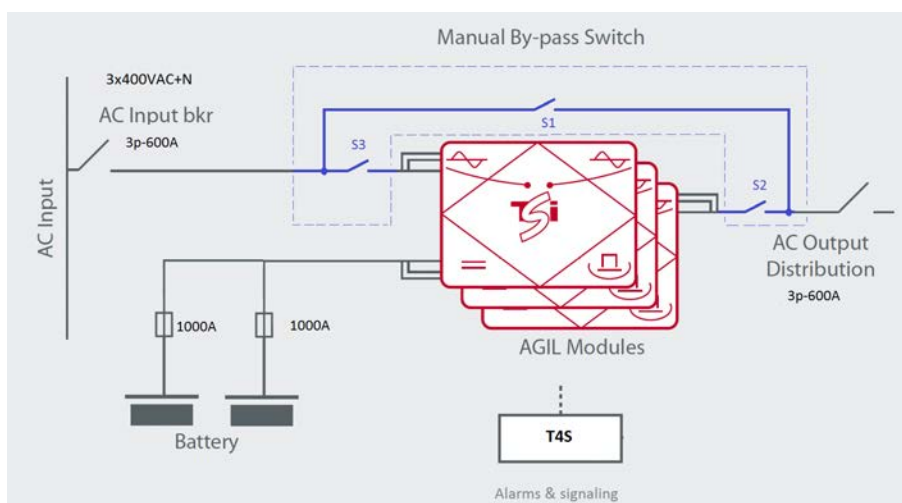 Manual By-pass Switch
3x400VAC+N
AC Input bkr
3p-600A
S1
S3
S2
TSi
AC Input
AC Output
Distribution
3p-600A
1000A
1000A
AGIL Modules
Battery
T4S
Alarms & signaling